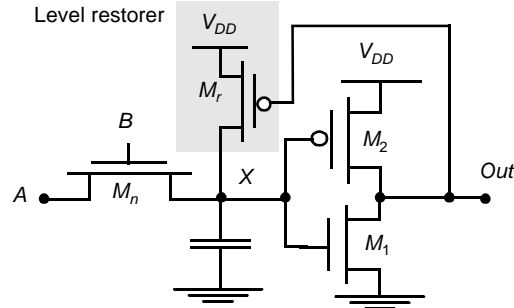 Level restorer
V_DD
V_DD
M_r
B
M_2
A
M_n
X
Out
M_1